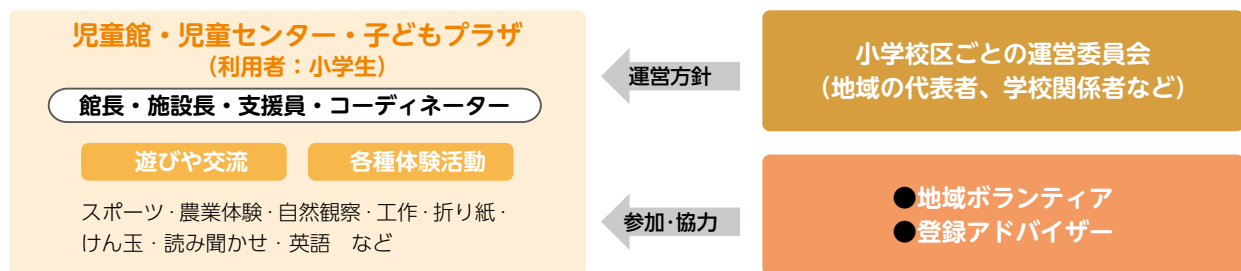 児童館・児童センター・子どもプラザ
（利用者：小学生）
館長・施設長・支援員・コーディネーター
遊びや交流
各種体験活動
スポーツ・農業体験・自然観察・工作・折り紙・
けん玉・読み聞かせ・英語　など
運営方針
小学校区ごとの運営委員会
（地域の代表者、学校関係者など）
参加・協力
●地域ボランティア
●登録アドバイザー